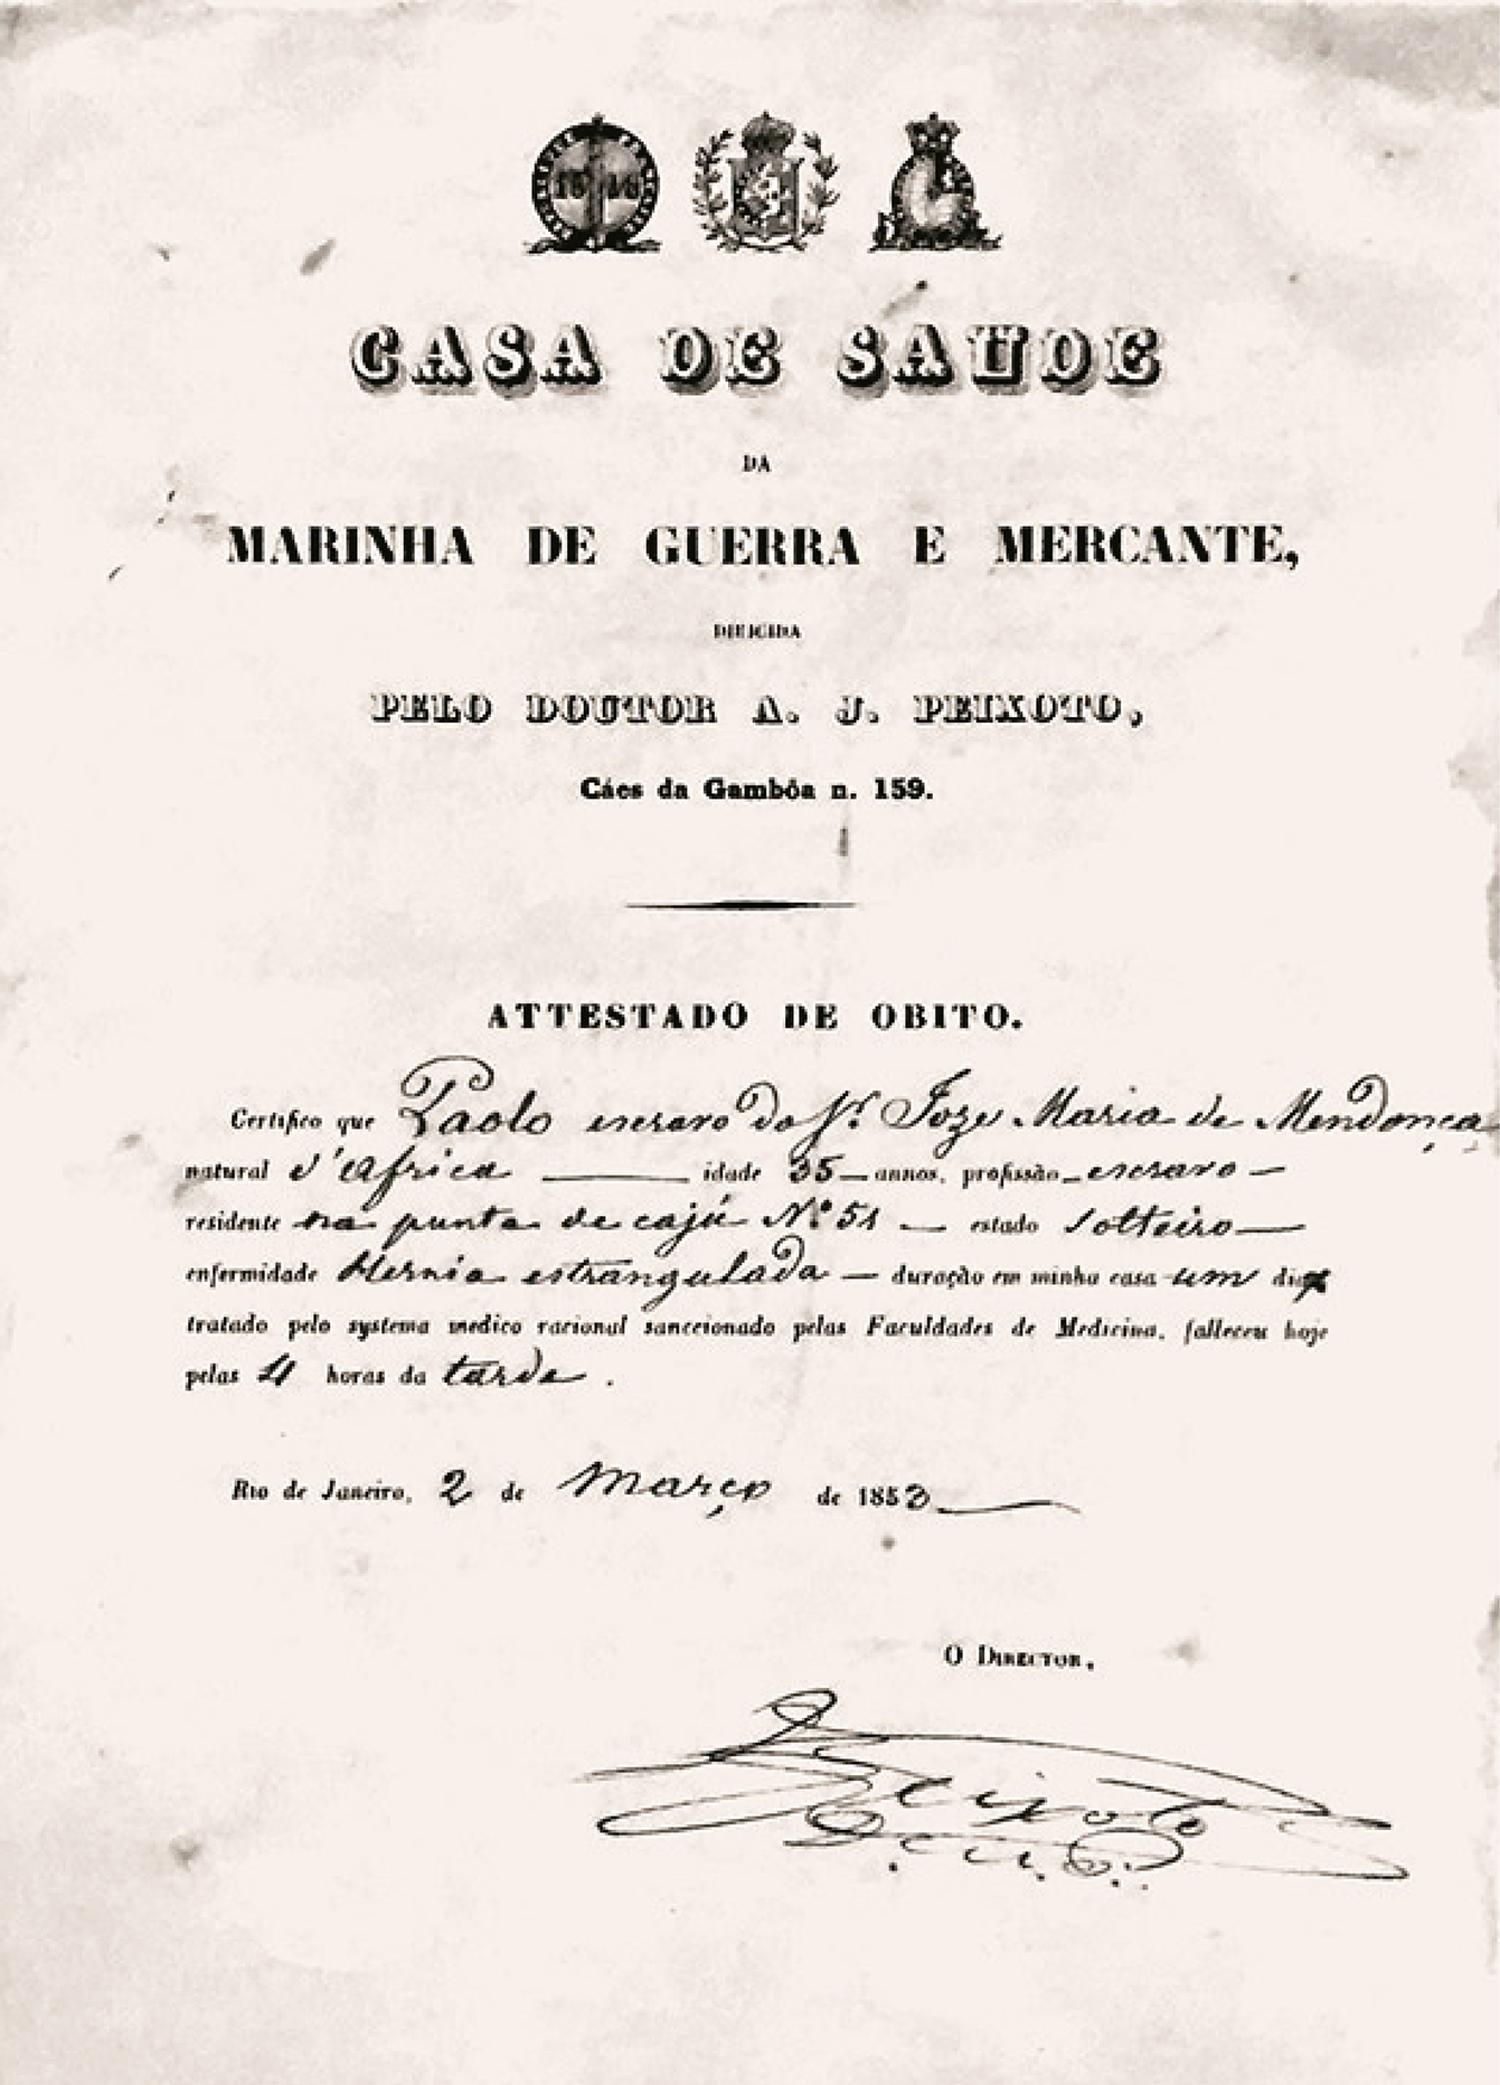 CASA DE SAUDE
DA
MARINHA DE GUERRA E MERCANTE,
DIRIGIDA
PELO DOUTOR A. J. PEIXOTO,
Cáes da Gambôa n. 159.
ATTESTADO DE OBITO.
Certifico que Paolo escravo do Sr. Joze Maria de Mendonça
natural d'Africa — idade 35 — annos, profissão — escravo —
residente na punta de cajú Nº 51 — estado solteiro —
enfermidade Hernia estrangulada — duração em minha casa um dia
tratado pelo systema medico racional sanccionado pelas Faculdades de Medicina, falleceu hoje
pelas 4 horas da tarde.
Rio de Janeiro, 2 de Março de 1853 —
O DIRECTOR,
Peixoto